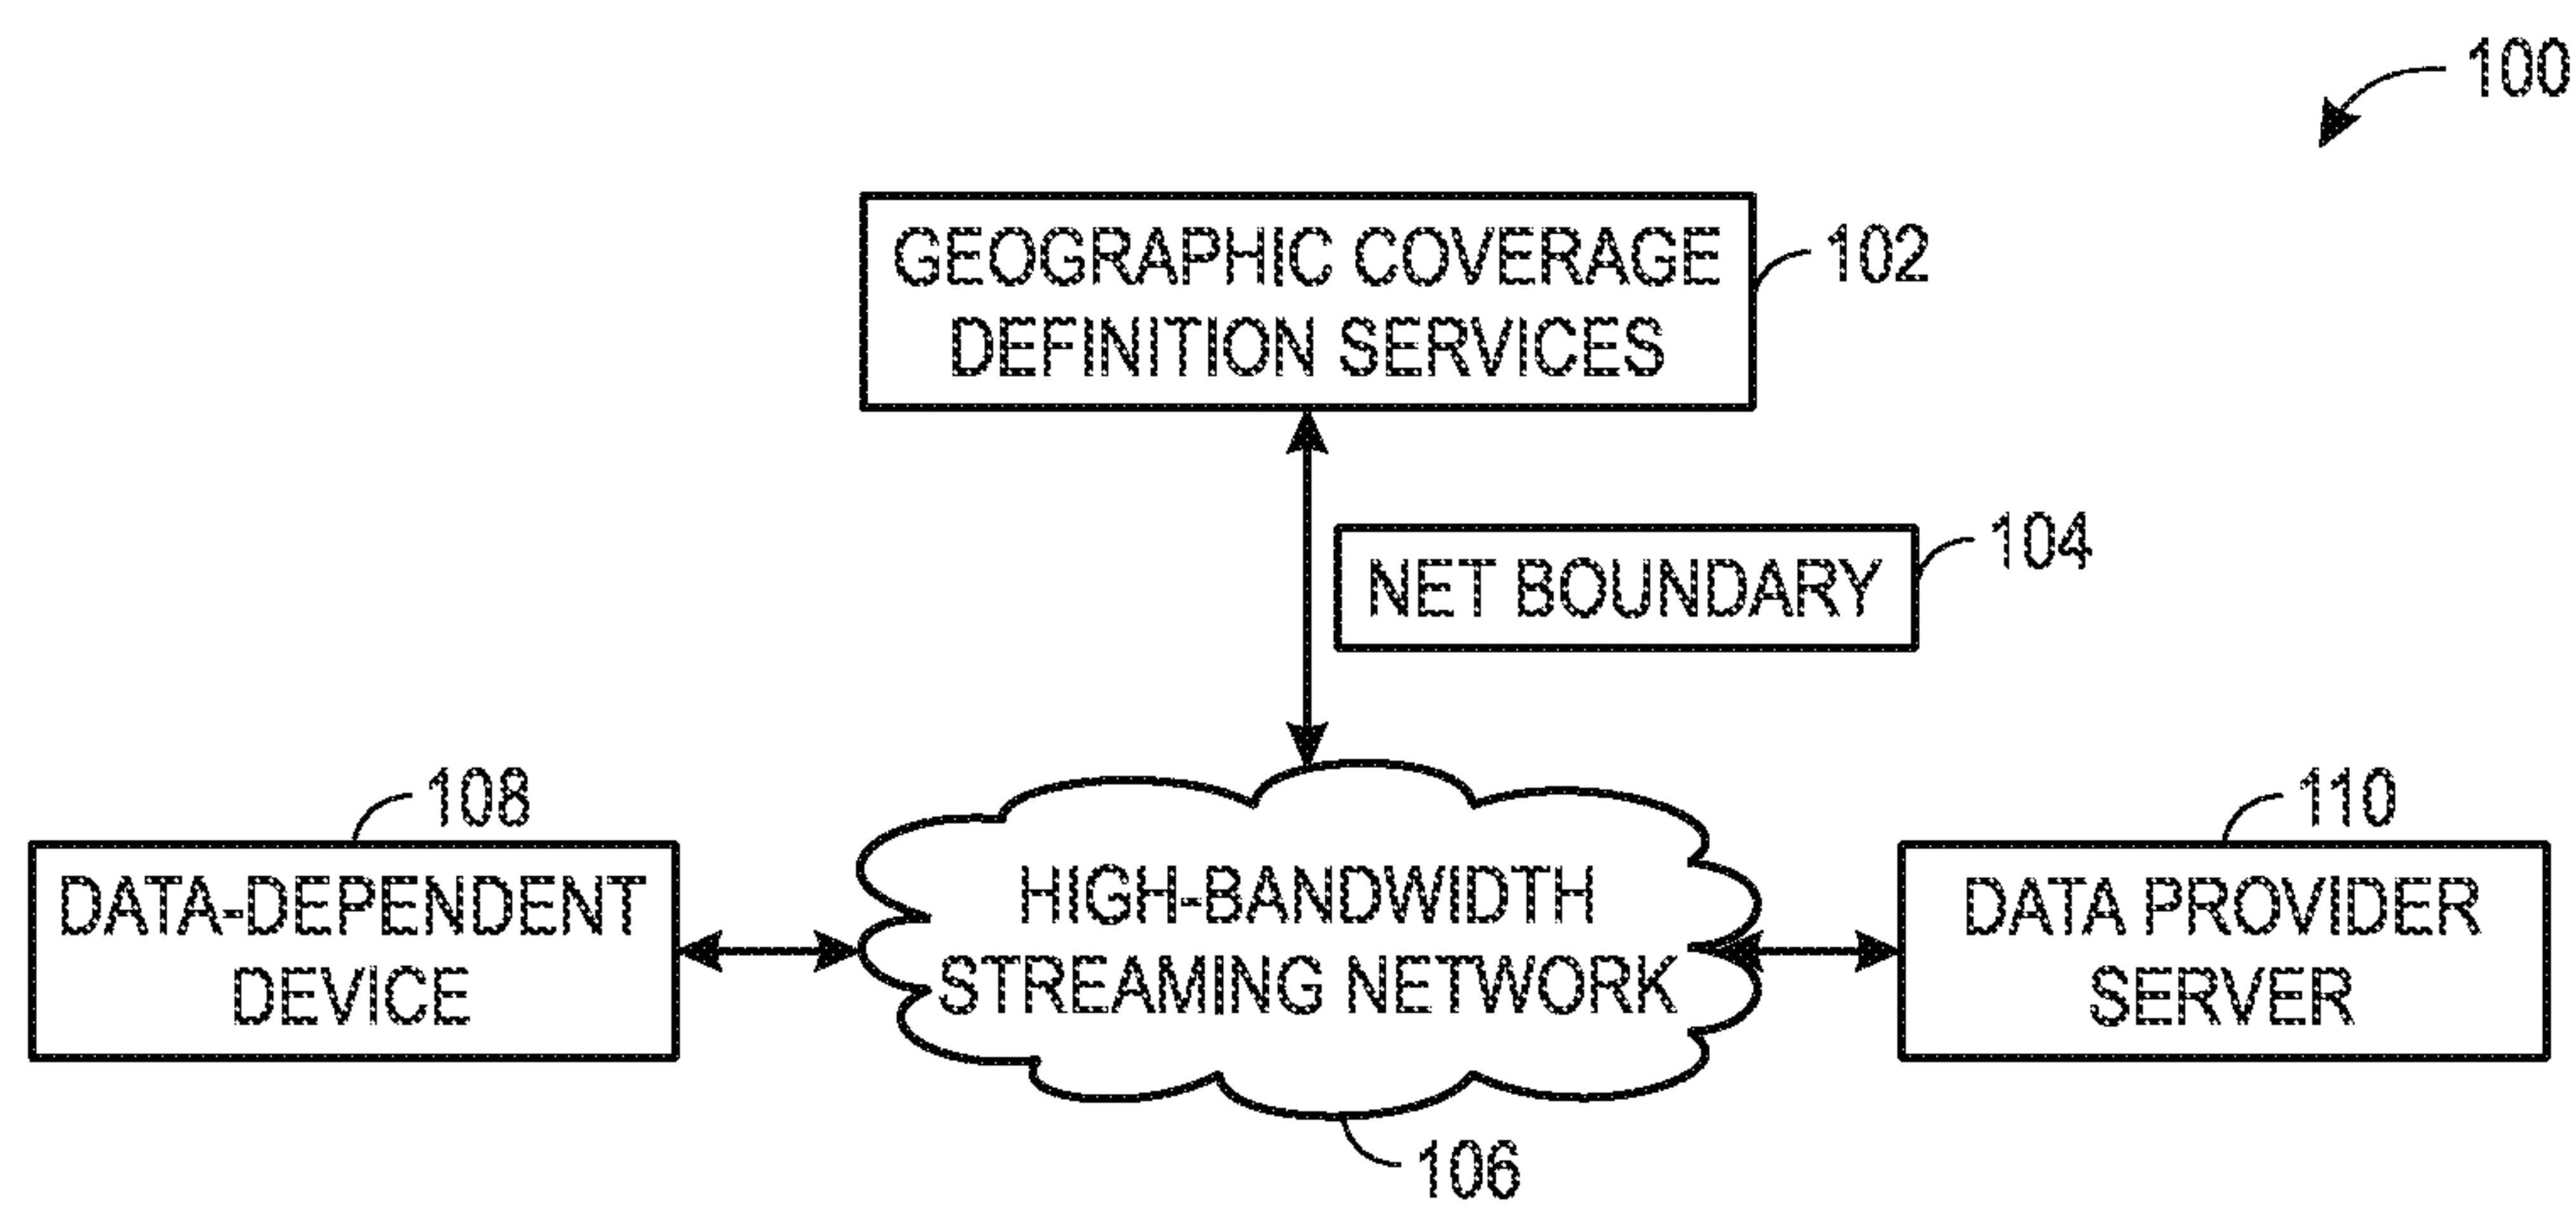 100
GEOGRAPHIC COVERAGE
DEFINITION SERVICES
102
NET BOUNDARY
104
108
DATA-DEPENDENT
DEVICE
HIGH-BANDWIDTH
STREAMING NETWORK
106
110
DATA PROVIDER
SERVER